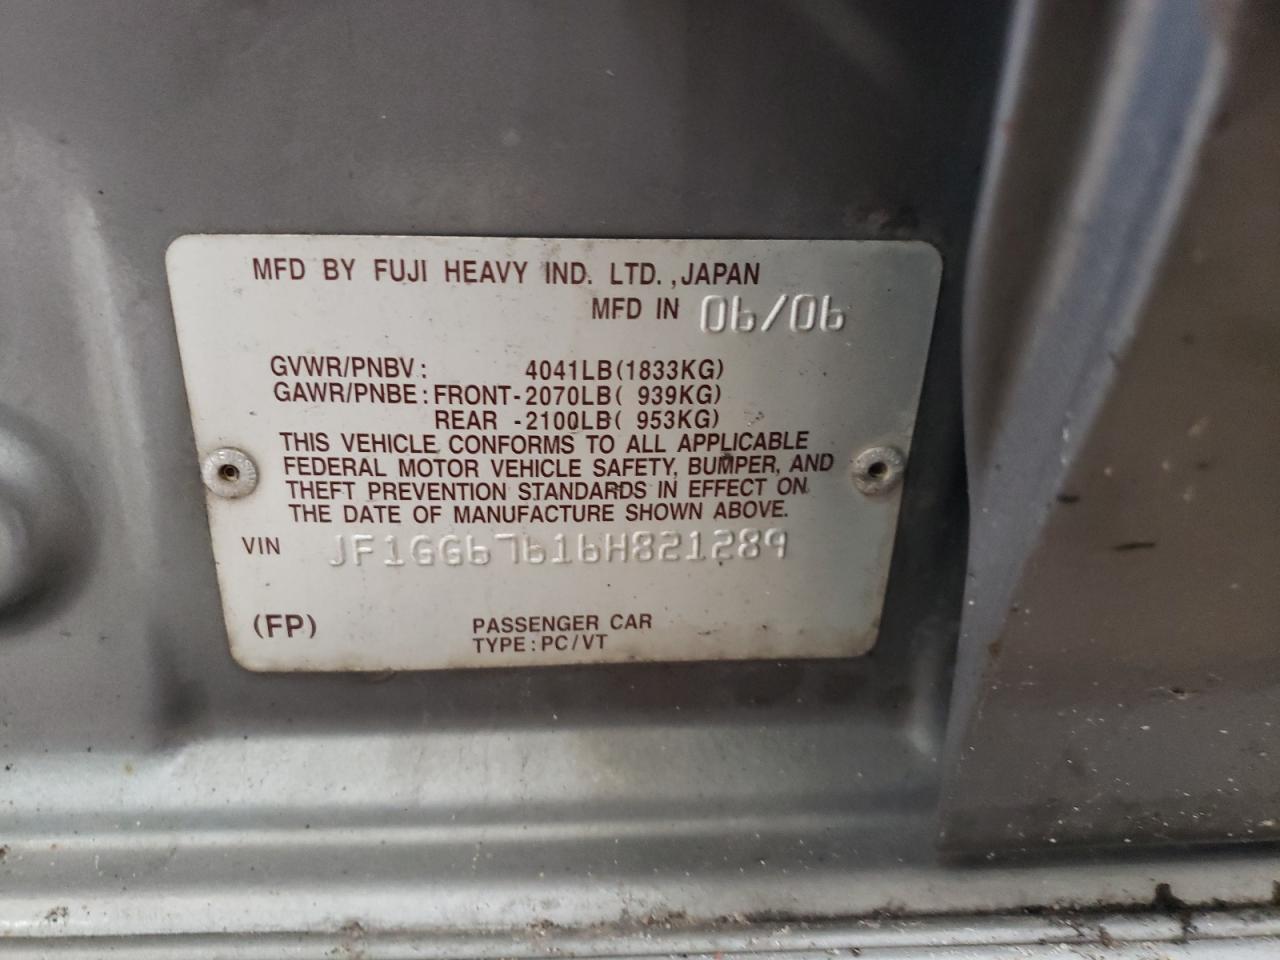 MFD BY FUJI HEAVY IND. LTD. ,JAPAN
MFD IN 06/06
GVWR/PNBV: 4041LB(1833KG)
GAWR/PNBE: FRONT-2070LB( 939KG)
REAR -2100LB( 953KG)
THIS VEHICLE CONFORMS TO ALL APPLICABLE
FEDERAL MOTOR VEHICLE SAFETY, BUMPER, AND
THEFT PREVENTION STANDARDS IN EFFECT ON
THE DATE OF MANUFACTURE SHOWN ABOVE.
VIN JF1GG67616H821289
(FP) PASSENGER CAR
TYPE:PC/VT